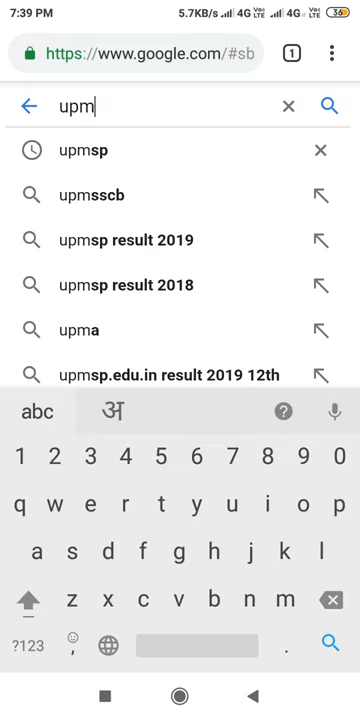 7:39 PM 5.7KB/s 4G VoLTE 4G VoLTE 36
https://www.google.com/#sb 1
upm
upmsp
upmsscb
upmsp result 2019
upmsp result 2018
upma
upmsp.edu.in result 2019 12th
abc अ ?
1 2 3 4 5 6 7 8 9 0
q w e r t y u i o p
a s d f g h j k l
z x c v b n m
?123 , .